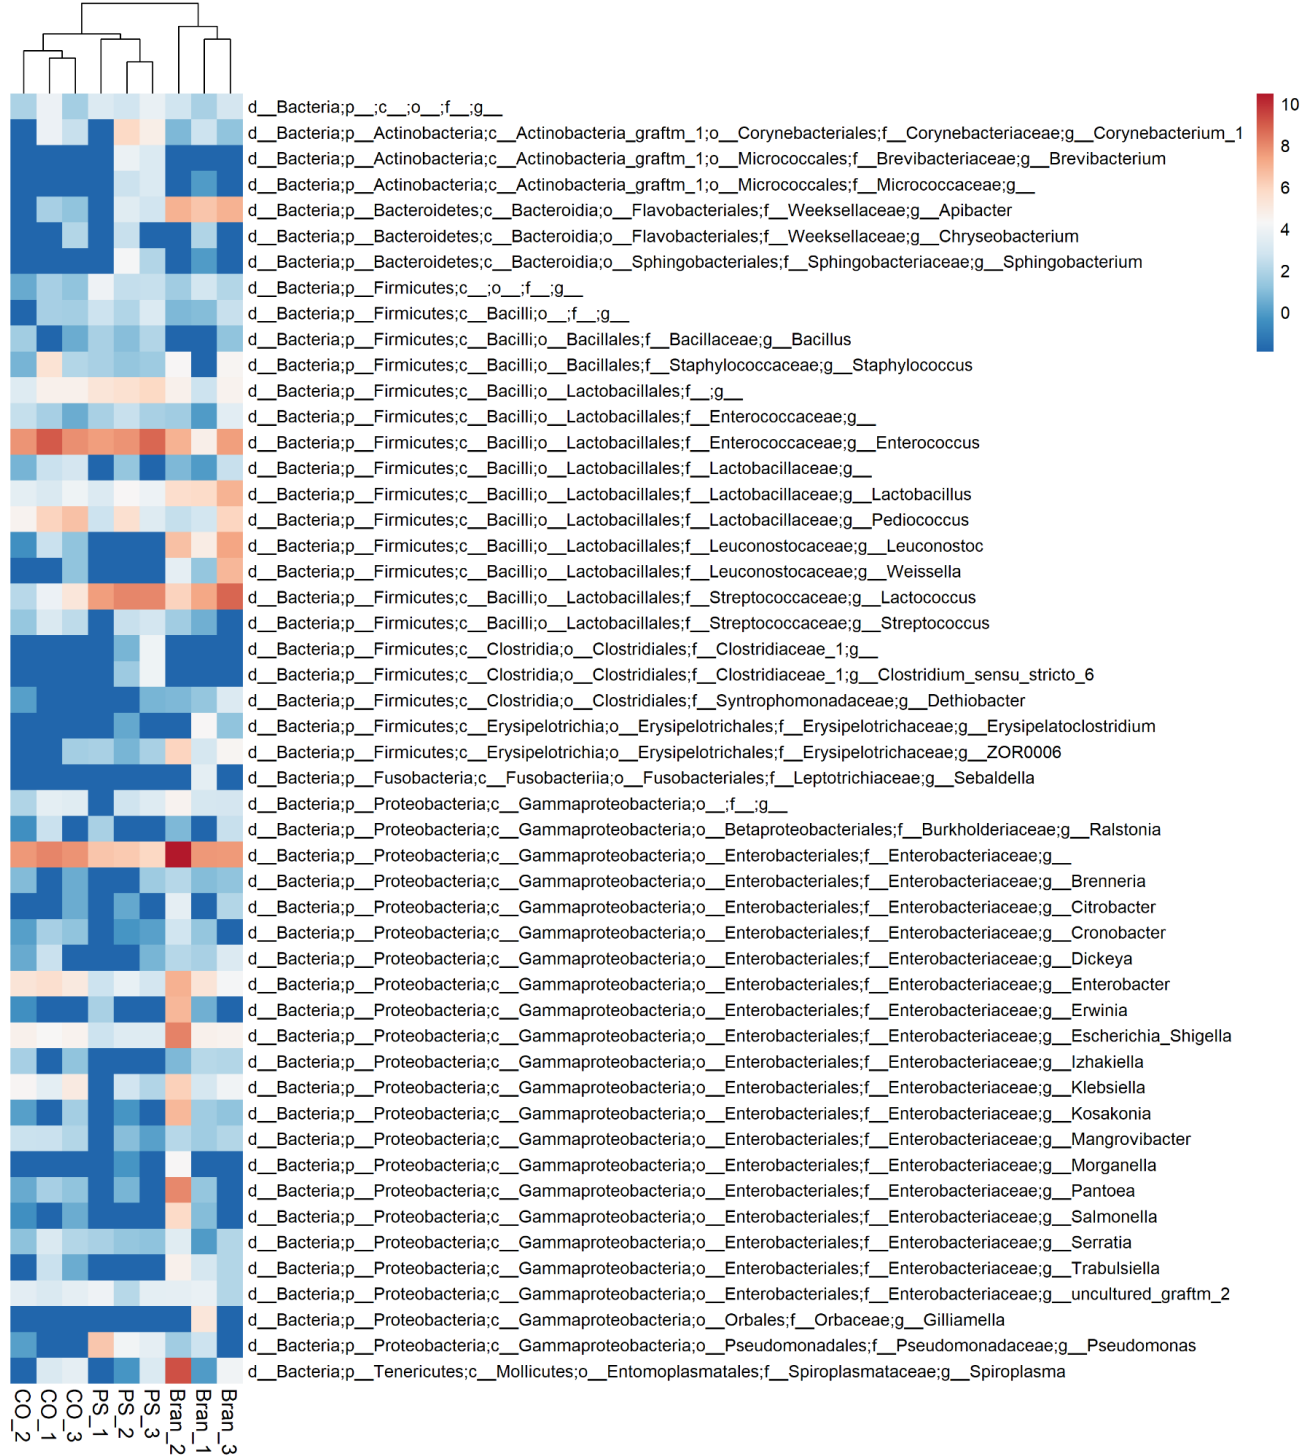 d__Bacteria;p__;c__;o__;f__;g__
d__Bacteria;p__Actinobacteria;c__Actinobacteria_graftm_1;o__Corynebacteriales;f__Corynebacteriaceae;g__Corynebacterium_1
d__Bacteria;p__Actinobacteria;c__Actinobacteria_graftm_1;o__Micrococcales;f__Brevibacteriaceae;g__Brevibacterium
d__Bacteria;p__Actinobacteria;c__Actinobacteria_graftm_1;o__Micrococcales;f__Micrococcaceae;g__
d__Bacteria;p__Bacteroidetes;c__Bacteroidia;o__Flavobacteriales;f__Weeksellaceae;g__Apibacter
d__Bacteria;p__Bacteroidetes;c__Bacteroidia;o__Flavobacteriales;f__Weeksellaceae;g__Chryseobacterium
d__Bacteria;p__Bacteroidetes;c__Bacteroidia;o__Sphingobacteriales;f__Sphingobacteriaceae;g__Sphingobacterium
d__Bacteria;p__Firmicutes;c__;o__;f__;g__
d__Bacteria;p__Firmicutes;c__Bacilli;o__;f__;g__
d__Bacteria;p__Firmicutes;c__Bacilli;o__Bacillales;f__Bacillaceae;g__Bacillus
d__Bacteria;p__Firmicutes;c__Bacilli;o__Bacillales;f__Staphylococcaceae;g__Staphylococcus
d__Bacteria;p__Firmicutes;c__Bacilli;o__Lactobacillales;f__;g__
d__Bacteria;p__Firmicutes;c__Bacilli;o__Lactobacillales;f__Enterococcaceae;g__
d__Bacteria;p__Firmicutes;c__Bacilli;o__Lactobacillales;f__Enterococcaceae;g__Enterococcus
d__Bacteria;p__Firmicutes;c__Bacilli;o__Lactobacillales;f__Lactobacillaceae;g__
d__Bacteria;p__Firmicutes;c__Bacilli;o__Lactobacillales;f__Lactobacillaceae;g__Lactobacillus
d__Bacteria;p__Firmicutes;c__Bacilli;o__Lactobacillales;f__Lactobacillaceae;g__Pediococcus
d__Bacteria;p__Firmicutes;c__Bacilli;o__Lactobacillales;f__Leuconostocaceae;g__Leuconostoc
d__Bacteria;p__Firmicutes;c__Bacilli;o__Lactobacillales;f__Leuconostocaceae;g__Weissella
d__Bacteria;p__Firmicutes;c__Bacilli;o__Lactobacillales;f__Streptococcaceae;g__Lactococcus
d__Bacteria;p__Firmicutes;c__Bacilli;o__Lactobacillales;f__Streptococcaceae;g__Streptococcus
d__Bacteria;p__Firmicutes;c__Clostridia;o__Clostridiales;f__Clostridiaceae_1;g__
d__Bacteria;p__Firmicutes;c__Clostridia;o__Clostridiales;f__Clostridiaceae_1;g__Clostridium_sensu_stricto_6
d__Bacteria;p__Firmicutes;c__Clostridia;o__Clostridiales;f__Syntrophomonadaceae;g__Dethiobacter
d__Bacteria;p__Firmicutes;c__Erysipelotrichia;o__Erysipelotrichales;f__Erysipelotrichaceae;g__Erysipelatoclostridium
d__Bacteria;p__Firmicutes;c__Erysipelotrichia;o__Erysipelotrichales;f__Erysipelotrichaceae;g__ZOR0006
d__Bacteria;p__Fusobacteria;c__Fusobacteriia;o__Fusobacteriales;f__Leptotrichiaceae;g__Sebaldella
d__Bacteria;p__Proteobacteria;c__Gammaproteobacteria;o__;f__;g__
d__Bacteria;p__Proteobacteria;c__Gammaproteobacteria;o__Betaproteobacteriales;f__Burkholderiaceae;g__Ralstonia
d__Bacteria;p__Proteobacteria;c__Gammaproteobacteria;o__Enterobacteriales;f__Enterobacteriaceae;g__
d__Bacteria;p__Proteobacteria;c__Gammaproteobacteria;o__Enterobacteriales;f__Enterobacteriaceae;g__Brenneria
d__Bacteria;p__Proteobacteria;c__Gammaproteobacteria;o__Enterobacteriales;f__Enterobacteriaceae;g__Citrobacter
d__Bacteria;p__Proteobacteria;c__Gammaproteobacteria;o__Enterobacteriales;f__Enterobacteriaceae;g__Cronobacter
d__Bacteria;p__Proteobacteria;c__Gammaproteobacteria;o__Enterobacteriales;f__Enterobacteriaceae;g__Dickeya
d__Bacteria;p__Proteobacteria;c__Gammaproteobacteria;o__Enterobacteriales;f__Enterobacteriaceae;g__Enterobacter
d__Bacteria;p__Proteobacteria;c__Gammaproteobacteria;o__Enterobacteriales;f__Enterobacteriaceae;g__Erwinia
d__Bacteria;p__Proteobacteria;c__Gammaproteobacteria;o__Enterobacteriales;f__Enterobacteriaceae;g__Escherichia_Shigella
d__Bacteria;p__Proteobacteria;c__Gammaproteobacteria;o__Enterobacteriales;f__Enterobacteriaceae;g__Izhakiella
d__Bacteria;p__Proteobacteria;c__Gammaproteobacteria;o__Enterobacteriales;f__Enterobacteriaceae;g__Klebsiella
d__Bacteria;p__Proteobacteria;c__Gammaproteobacteria;o__Enterobacteriales;f__Enterobacteriaceae;g__Kosakonia
d__Bacteria;p__Proteobacteria;c__Gammaproteobacteria;o__Enterobacteriales;f__Enterobacteriaceae;g__Mangrovibacter
d__Bacteria;p__Proteobacteria;c__Gammaproteobacteria;o__Enterobacteriales;f__Enterobacteriaceae;g__Morganella
d__Bacteria;p__Proteobacteria;c__Gammaproteobacteria;o__Enterobacteriales;f__Enterobacteriaceae;g__Pantoea
d__Bacteria;p__Proteobacteria;c__Gammaproteobacteria;o__Enterobacteriales;f__Enterobacteriaceae;g__Salmonella
d__Bacteria;p__Proteobacteria;c__Gammaproteobacteria;o__Enterobacteriales;f__Enterobacteriaceae;g__Serratia
d__Bacteria;p__Proteobacteria;c__Gammaproteobacteria;o__Enterobacteriales;f__Enterobacteriaceae;g__Trabulsiella
d__Bacteria;p__Proteobacteria;c__Gammaproteobacteria;o__Enterobacteriales;f__Enterobacteriaceae;g__uncultured_graftm_2
d__Bacteria;p__Proteobacteria;c__Gammaproteobacteria;o__Orbales;f__Orbaceae;g__Gilliamella
d__Bacteria;p__Proteobacteria;c__Gammaproteobacteria;o__Pseudomonadales;f__Pseudomonadaceae;g__Pseudomonas
d__Bacteria;p__Tenericutes;c__Mollicutes;o__Entomoplasmatales;f__Spiroplasmataceae;g__Spiroplasma
10
8
6
4
2
0
CO_2
CO_1
CO_3
PS_1
PS_2
PS_3
Bran_2
Bran_1
Bran_3